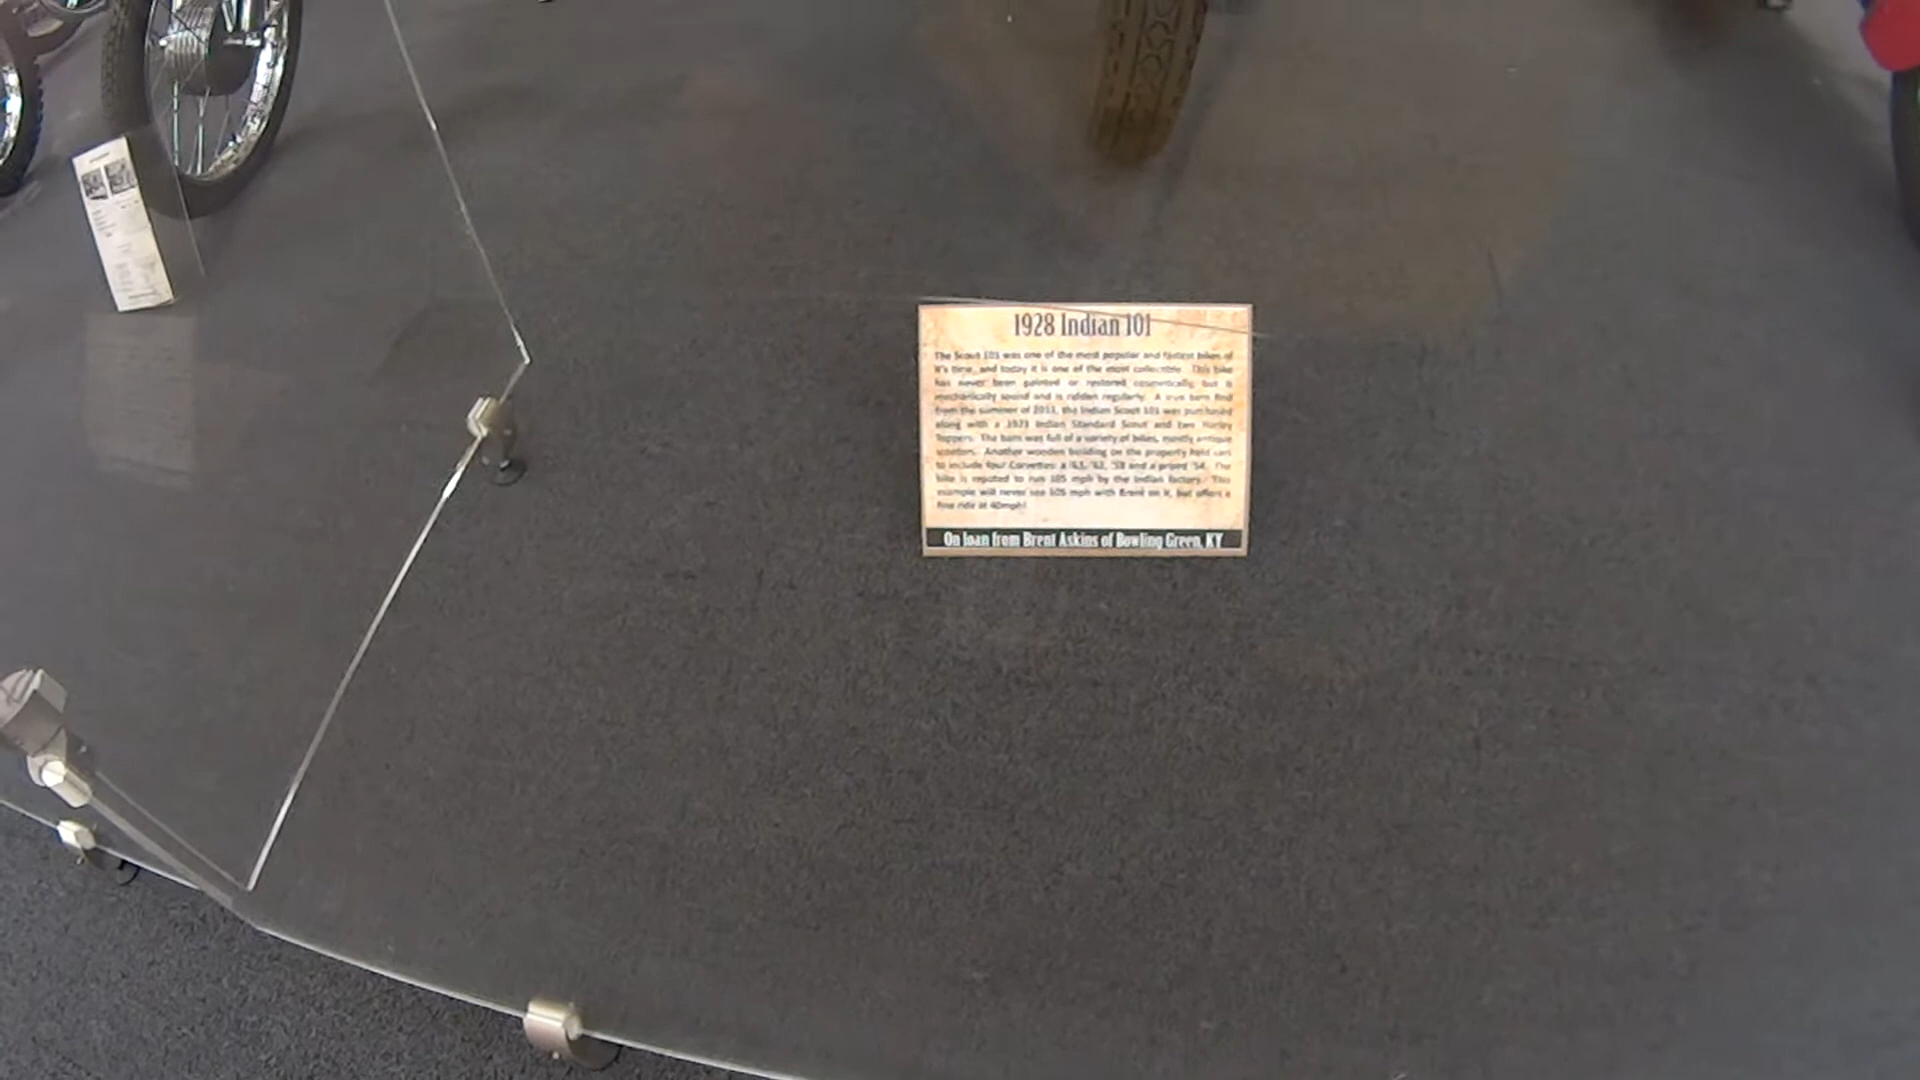 1928 Indian 101
The Scout 101 was one of the most popular and fastest bikes of
it's time, and today it is one of the most collectible. This bike
has never been painted or restored cosmetically, but is
mechanically sound and is ridden regularly. A true barn find
from the summer of 2013, the Indian Scout 101 was purchased
along with a Indian Standard Scout and two Harley
Toppers. The barn was full of a variety of bikes, mostly antique
scooters. Another wooden building on the property held cars
to include four Corvettes: a '61, '62, and a prized '54. The
bike is reputed to run 105 mph by the Indian factory. This
example will never see 105 mph with Brent on it, but offers a
fine ride at 40mph!
On loan from Brent Askins of Bowling Green, KY